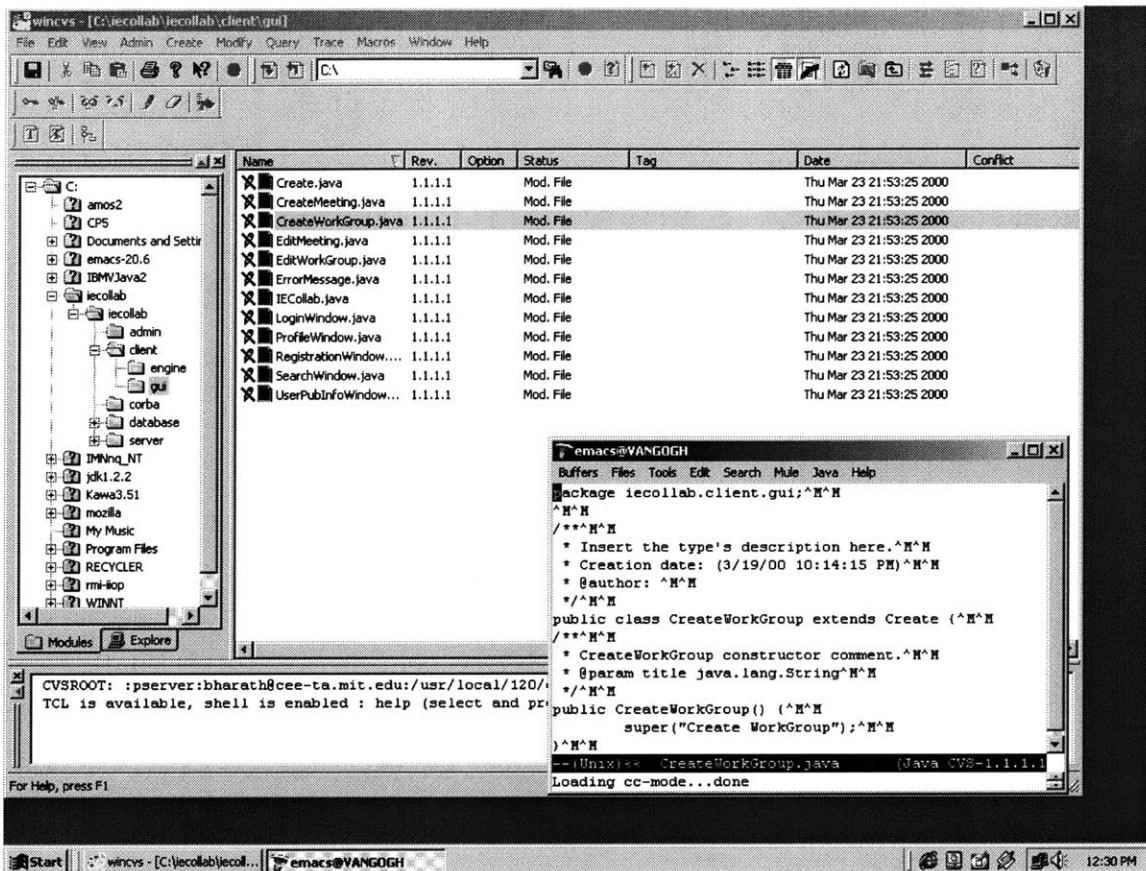 wincvs - [C:\iecollab\iecollab\client\gui]
File Edit View Admin Create Modify Query Trace Macros Window Help
C:\
Name Rev. Option Status Tag Date Conflict
C:
amos2
CP5
Documents and Settir
emacs-20.6
IBMVJava2
iecollab
iecollab
admin
client
engine
gui
corba
database
server
IMNnq_NT
jdk1.2.2
Kawa3.51
mozilla
My Music
Program Files
RECYCLER
rmi-iiop
WINNT
Modules Explore
Create.java 1.1.1.1 Mod. File Thu Mar 23 21:53:25 2000
CreateMeeting.java 1.1.1.1 Mod. File Thu Mar 23 21:53:25 2000
CreateWorkGroup.java 1.1.1.1 Mod. File Thu Mar 23 21:53:25 2000
EditMeeting.java 1.1.1.1 Mod. File Thu Mar 23 21:53:25 2000
EditWorkGroup.java 1.1.1.1 Mod. File Thu Mar 23 21:53:25 2000
ErrorMessage.java 1.1.1.1 Mod. File Thu Mar 23 21:53:25 2000
IECollab.java 1.1.1.1 Mod. File Thu Mar 23 21:53:25 2000
LoginWindow.java 1.1.1.1 Mod. File Thu Mar 23 21:53:25 2000
ProfileWindow.java 1.1.1.1 Mod. File Thu Mar 23 21:53:25 2000
RegistrationWindow.... 1.1.1.1 Mod. File Thu Mar 23 21:53:25 2000
SearchWindow.java 1.1.1.1 Mod. File Thu Mar 23 21:53:25 2000
UserPubInfoWindow... 1.1.1.1 Mod. File Thu Mar 23 21:53:25 2000
CVSROOT: :pserver:bharath@cee-ta.mit.edu:/usr/local/120/
TCL is available, shell is enabled : help (select and pr
For Help, press F1
emacs@VANGOGH
Buffers Files Tools Edit Search Mule Java Help
package iecollab.client.gui;^M^M
^M^M
/**^M^M
* Insert the type's description here.^M^M
* Creation date: (3/19/00 10:14:15 PM)^M^M
* @author: ^M^M
*/^M^M
public class CreateWorkGroup extends Create {^M^M
/**^M^M
* CreateWorkGroup constructor comment.^M^M
* @param title java.lang.String^M^M
*/^M^M
public CreateWorkGroup() {^M^M
super("Create WorkGroup");^M^M
}^M^M
--(Unix)%% CreateWorkGroup.java (Java CVS-1.1.1.1
Loading cc-mode...done
Start wincvs - [C:\iecollab\iecoll... emacs@VANGOGH 12:30 PM